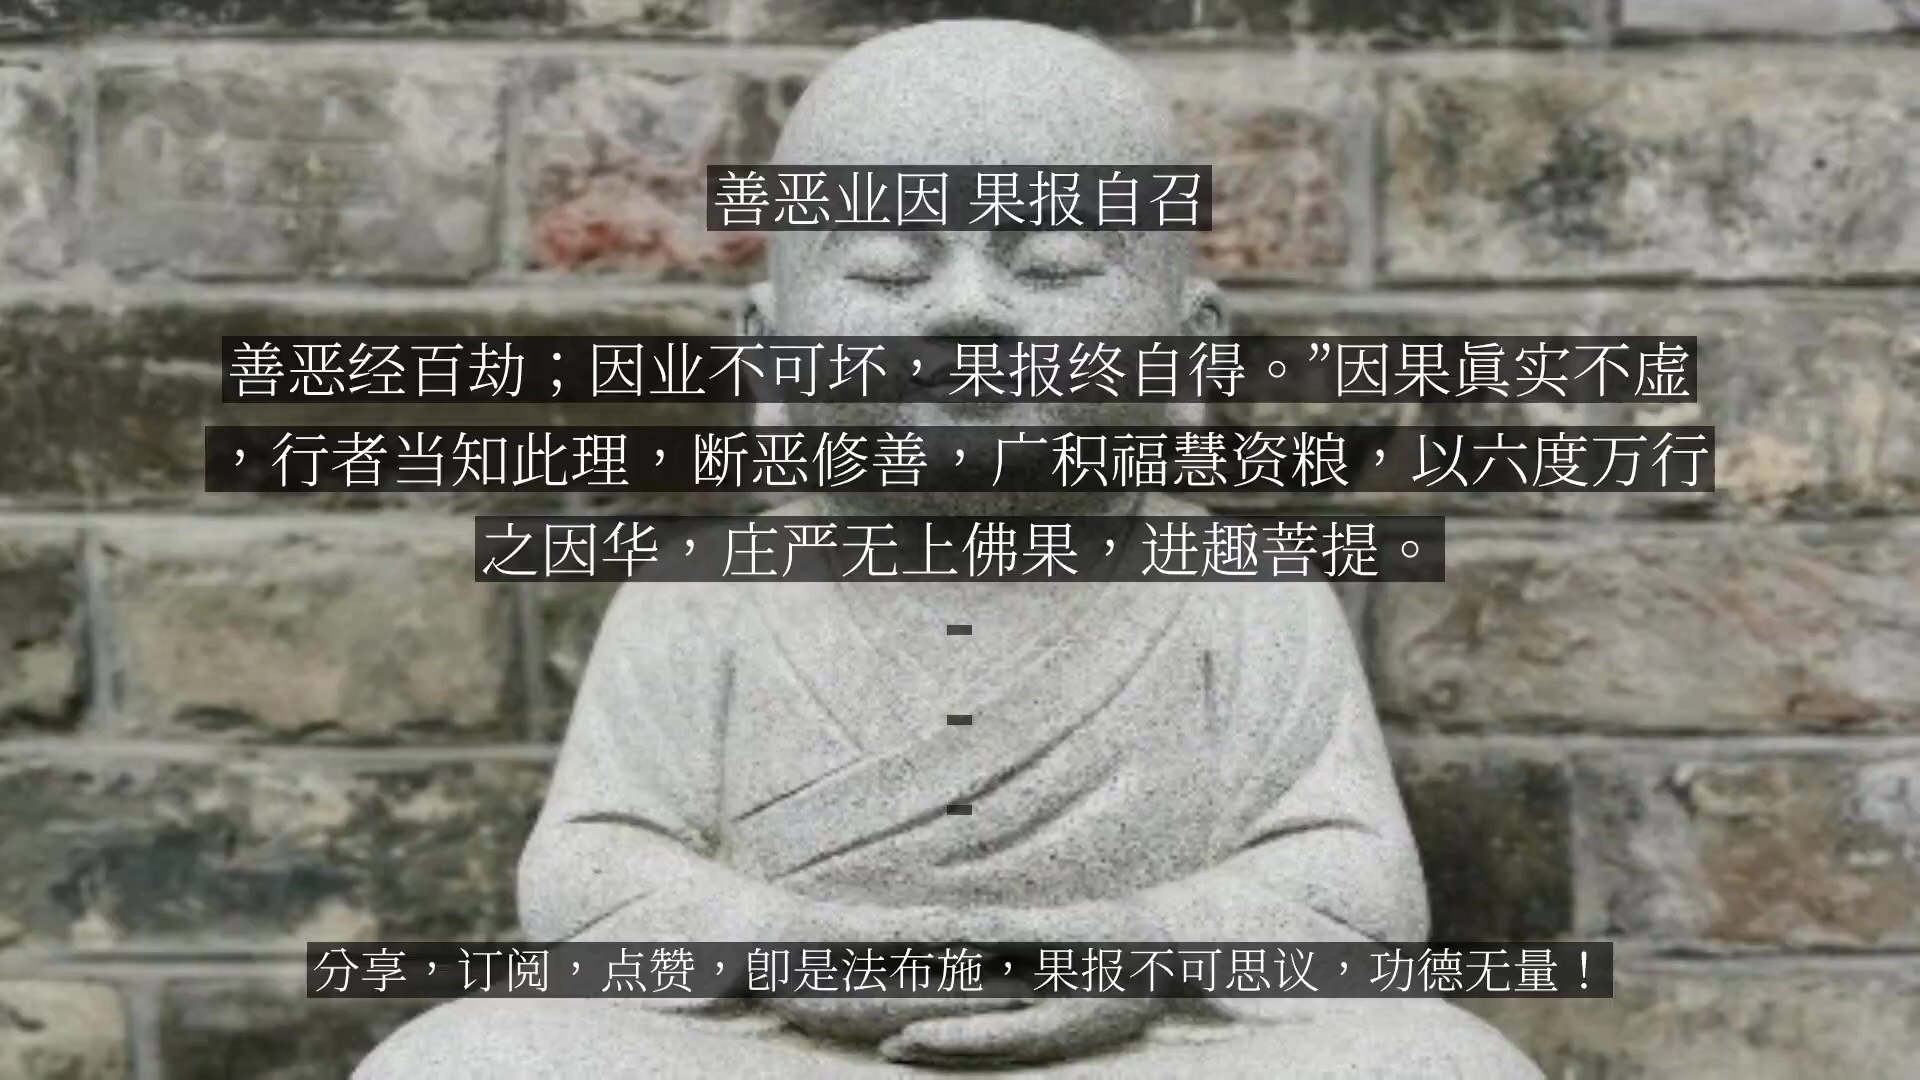 善恶业因 果报自召
善恶经百劫；因业不可坏，果报终自得。”因果眞实不虚
，行者当知此理，断恶修善，广积福慧资粮，以六度万行
之因华，庄严无上佛果，进趣菩提。
分享，订阅，点赞，卽是法布施，果报不可思议，功德无量！